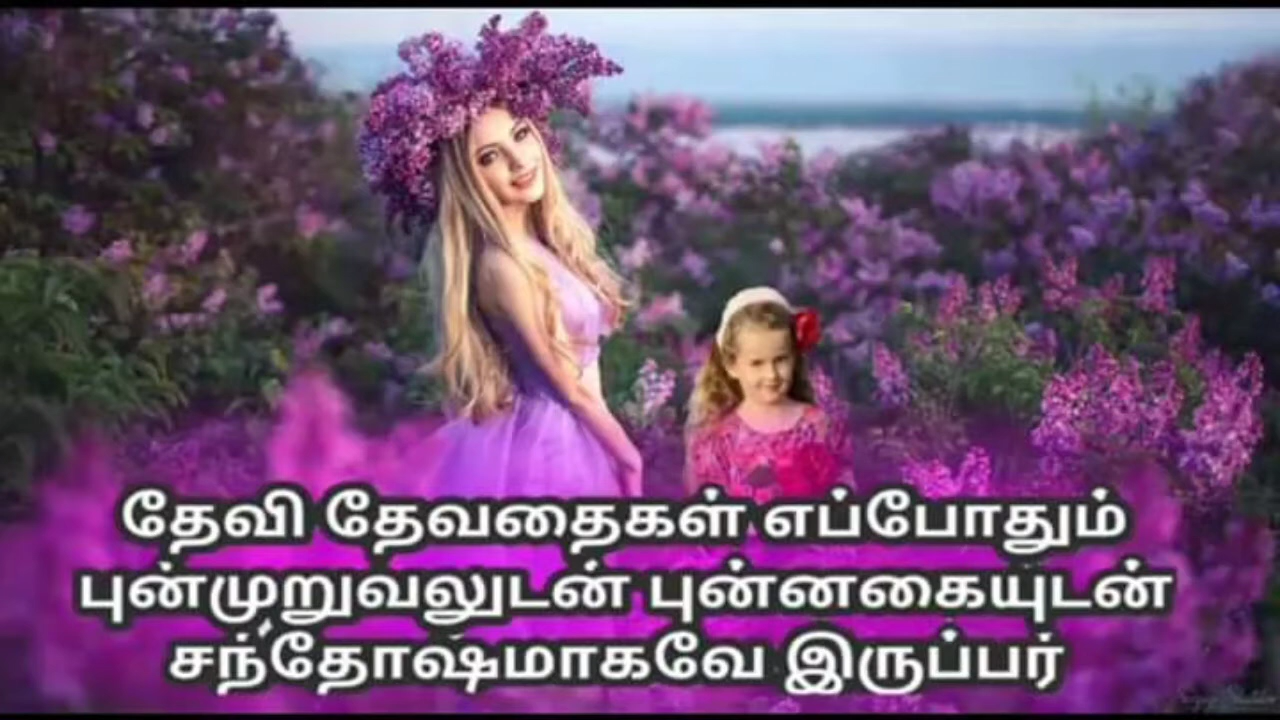 தேவி தேவதைகள் எப்போதும்
புன்முறுவலுடன் புன்னகையுடன்
சந்தோஷமாகவே இருப்பர்